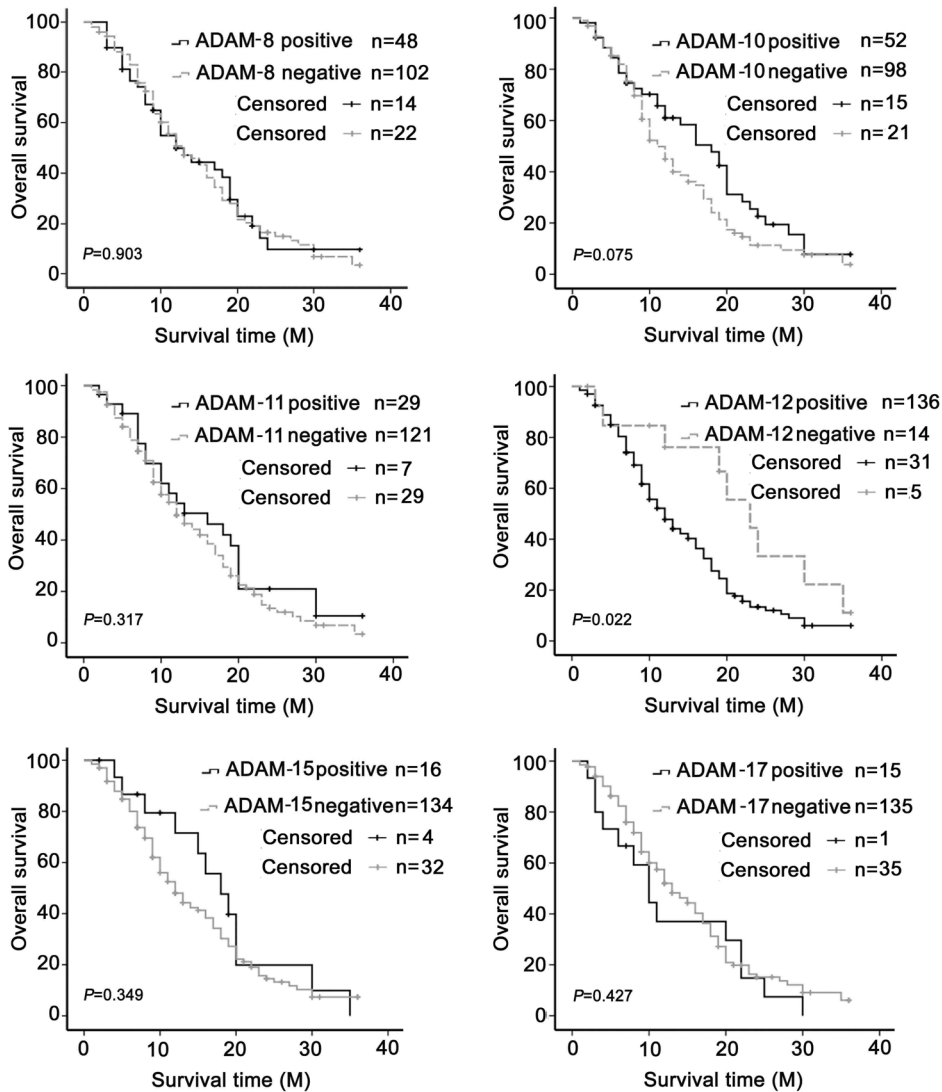 100
80
60
40
20
0
Overall survival
ADAM-8 positive n=48
ADAM-8 negative n=102
Censored n=14
Censored n=22
P=0.903
0 10 20 30 40
Survival time (M)
100
80
60
40
20
0
Overall survival
ADAM-10 positive n=52
ADAM-10 negative n=98
Censored n=15
Censored n=21
P=0.075
0 10 20 30 40
Survival time (M)
100
80
60
40
20
0
Overall survival
ADAM-11 positive n=29
ADAM-11 negative n=121
Censored n=7
Censored n=29
P=0.317
0 10 20 30 40
Survival time (M)
100
80
60
40
20
0
Overall survival
ADAM-12 positive n=136
ADAM-12 negative n=14
Censored n=31
Censored n=5
P=0.022
0 10 20 30 40
Survival time (M)
100
80
60
40
20
0
Overall survival
ADAM-15 positive n=16
ADAM-15 negative n=134
Censored n=4
Censored n=32
P=0.349
0 10 20 30 40
Survival time (M)
100
80
60
40
20
0
Overall survival
ADAM-17 positive n=15
ADAM-17 negative n=135
Censored n=1
Censored n=35
P=0.427
0 10 20 30 40
Survival time (M)